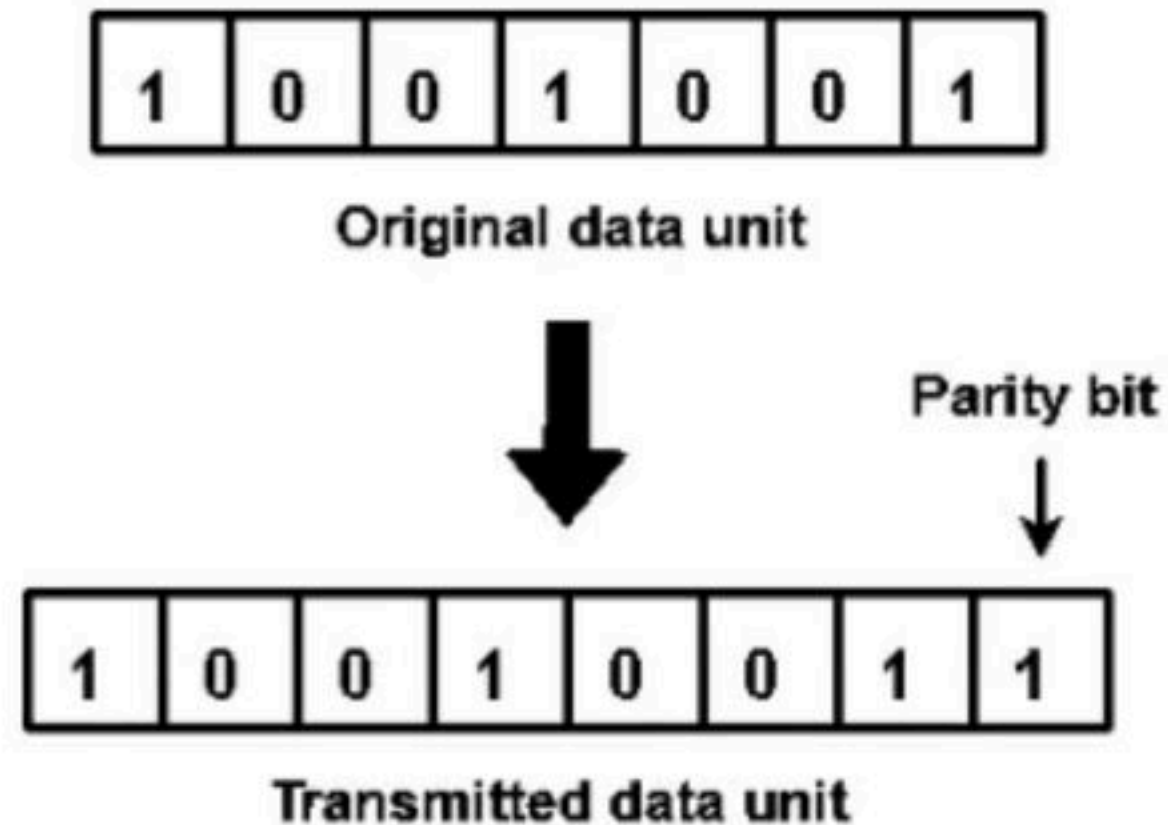 1 0 0 1 0 0 1
Original data unit
Parity bit
1 0 0 1 0 0 1 1
Transmitted data unit